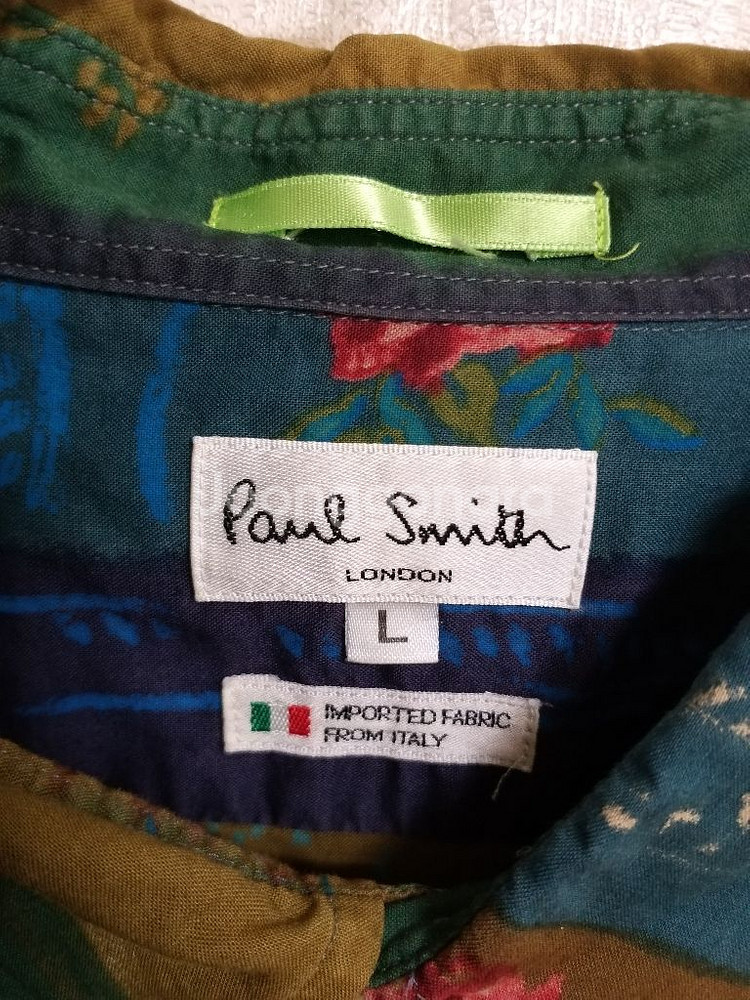 Paul Smith
LONDON
L
IMPORTED FABRIC
FROM ITALY